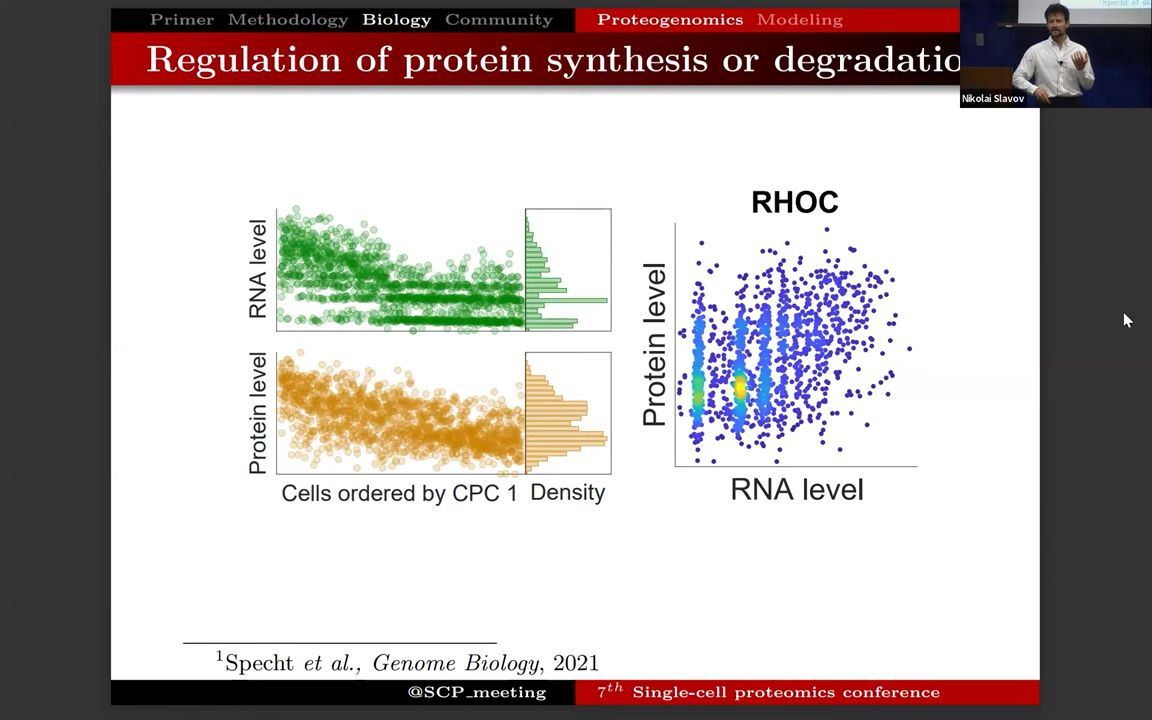 Primer Methodology Biology Community Proteogenomics Modeling
Regulation of protein synthesis or degradatio
Nikolai Slavov
RHOC
RNA level
Protein level
Cells ordered by CPC 1 Density
Protein level
RNA level
1Specht et al., Genome Biology, 2021
@SCP_meeting 7th Single-cell proteomics conference